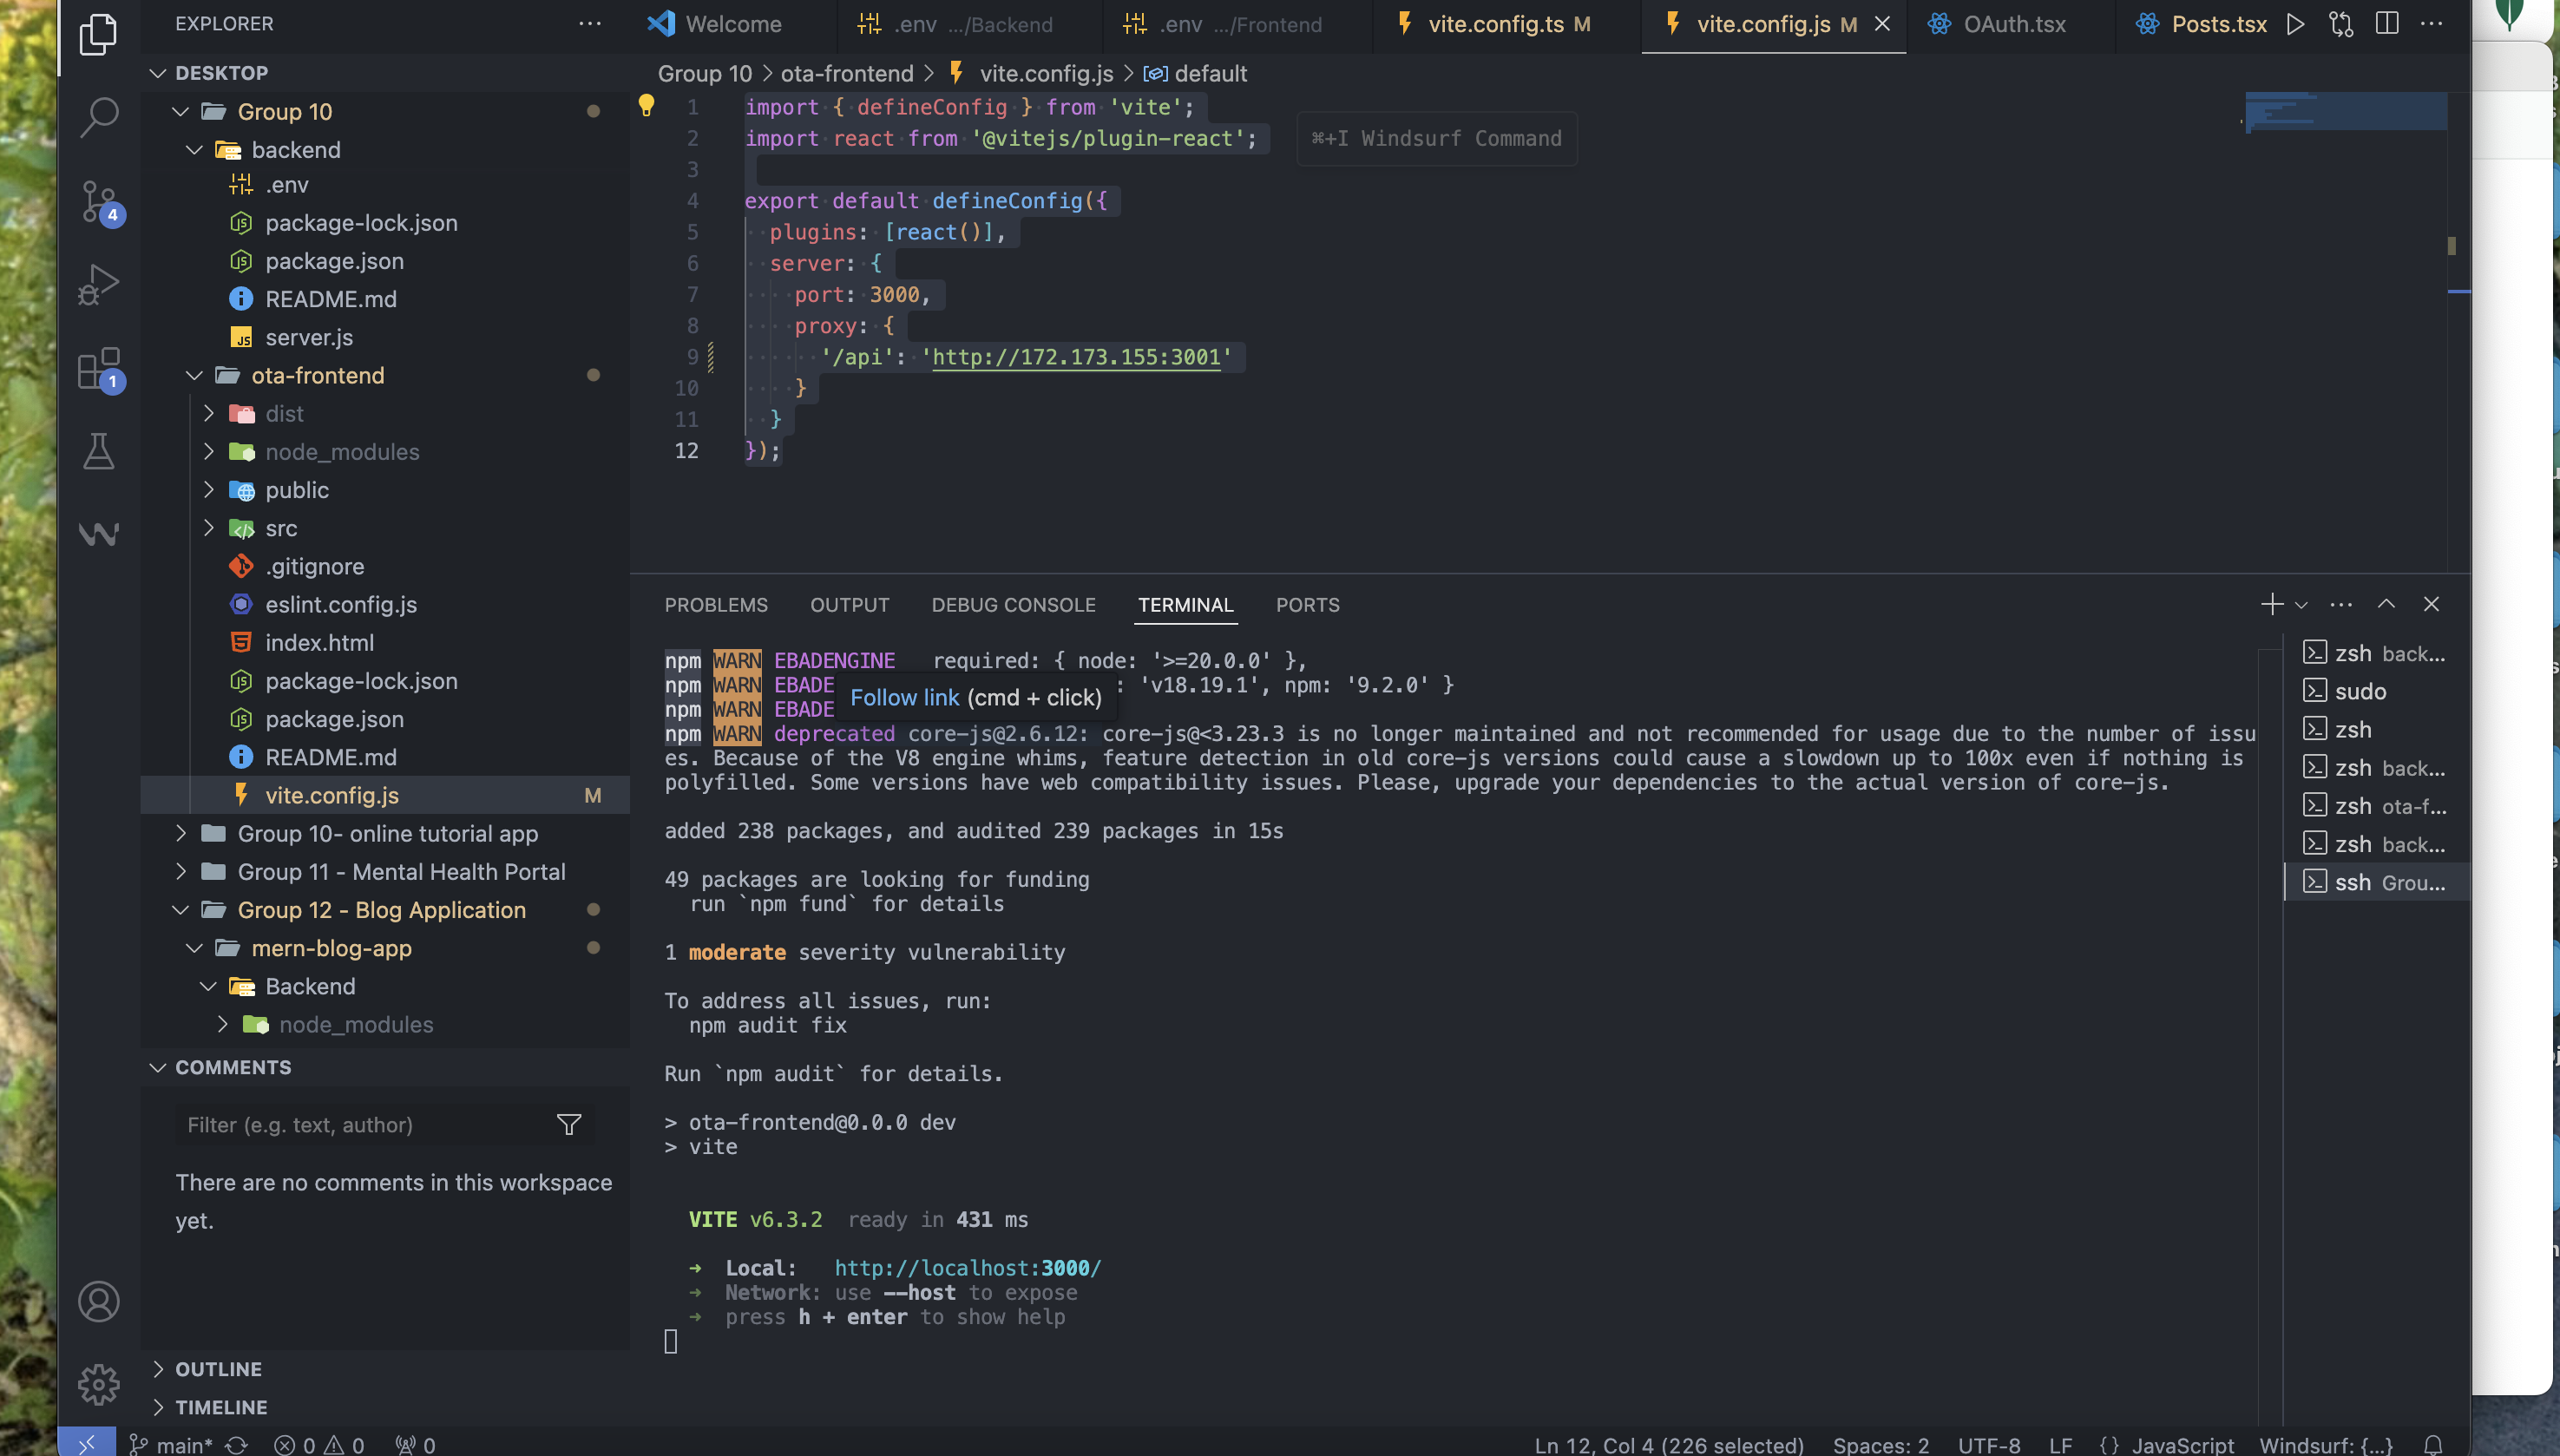 EXPLORER
Welcome
.env .../Backend
.env .../Frontend
vite.config.ts M
vite.config.js M
OAuth.tsx
Posts.tsx
DESKTOP
Group 10
backend
.env
package-lock.json
package.json
README.md
server.js
ota-frontend
dist
node_modules
public
src
.gitignore
eslint.config.js
index.html
package-lock.json
package.json
README.md
vite.config.js M
Group 10- online tutorial app
Group 11 - Mental Health Portal
Group 12 - Blog Application
mern-blog-app
Backend
node_modules
COMMENTS
Filter (e.g. text, author)
There are no comments in this workspace
yet.
OUTLINE
TIMELINE
4
1
Group 10 > ota-frontend > vite.config.js > default
1 import { defineConfig } from 'vite';
2 import react from '@vitejs/plugin-react';
⌘+I Windsurf Command
3
4 export default defineConfig({
5 plugins: [react()],
6 server: {
7 port: 3000,
8 proxy: {
9 '/api': 'http://172.173.155:3001'
10 }
11 }
12 });
PROBLEMS OUTPUT DEBUG CONSOLE TERMINAL PORTS
npm WARN EBADENGINE required: { node: '>=20.0.0' },
npm WARN EBADE : 'v18.19.1', npm: '9.2.0' }
Follow link (cmd + click)
npm WARN EBADE
npm WARN deprecated core-js@2.6.12: core-js@<3.23.3 is no longer maintained and not recommended for usage due to the number of issu
es. Because of the V8 engine whims, feature detection in old core-js versions could cause a slowdown up to 100x even if nothing is
polyfilled. Some versions have web compatibility issues. Please, upgrade your dependencies to the actual version of core-js.
added 238 packages, and audited 239 packages in 15s
49 packages are looking for funding
run `npm fund` for details
1 moderate severity vulnerability
To address all issues, run:
npm audit fix
Run `npm audit` for details.
> ota-frontend@0.0.0 dev
> vite
VITE v6.3.2 ready in 431 ms
➜ Local: http://localhost:3000/
➜ Network: use --host to expose
➜ press h + enter to show help
zsh back...
sudo
zsh
zsh back...
zsh ota-f...
zsh back...
ssh Grou...
main* 0 0 0
Ln 12, Col 4 (226 selected) Spaces: 2 UTF-8 LF {} JavaScript Windsurf: {...}